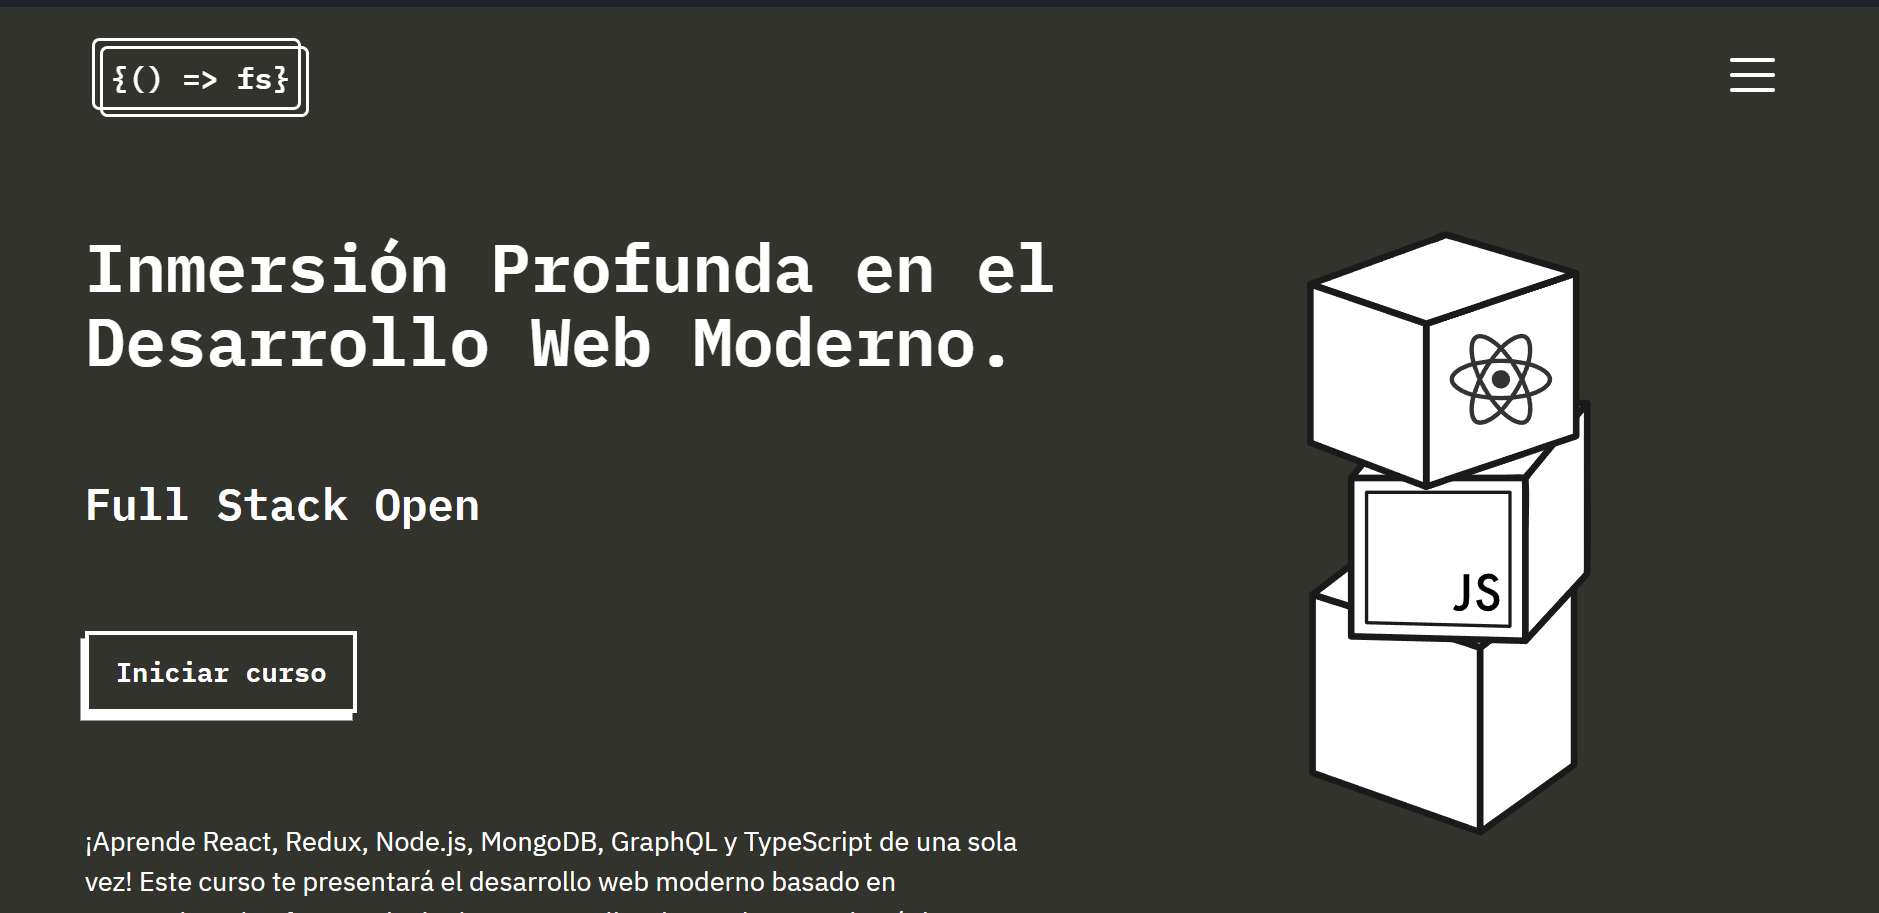 {() => fs}
Inmersión Profunda en el
Desarrollo Web Moderno.
Full Stack Open
JS
Iniciar curso
¡Aprende React, Redux, Node.js, MongoDB, GraphQL y TypeScript de una sola
vez! Este curso te presentará el desarrollo web moderno basado en